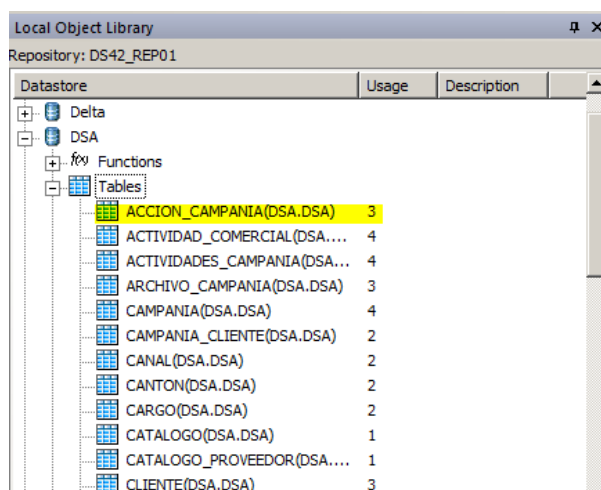 Local Object Library
Repository: DS42_REP01
Datastore Usage Description
Delta
DSA
f(x) Functions
Tables
ACCION_CAMPANIA(DSA.DSA) 3
ACTIVIDAD_COMERCIAL(DSA.... 4
ACTIVIDADES_CAMPANIA(DSA... 4
ARCHIVO_CAMPANIA(DSA.DSA) 3
CAMPANIA(DSA.DSA) 4
CAMPANIA_CLIENTE(DSA.DSA) 2
CANAL(DSA.DSA) 2
CANTON(DSA.DSA) 2
CARGO(DSA.DSA) 2
CATALOGO(DSA.DSA) 1
CATALOGO_PROVEEDOR(DSA.... 1
CLIENTE(DSA.DSA) 3